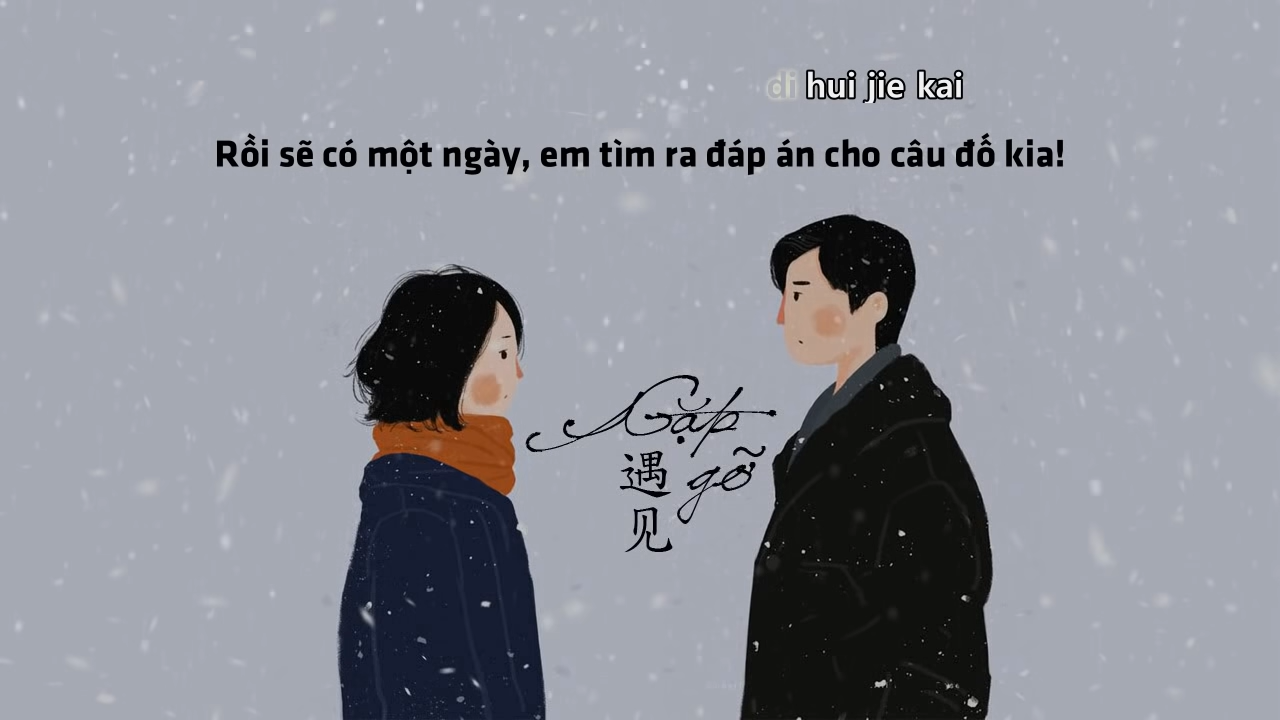 di hui jie kai
Rồi sẽ có một ngày, em tìm ra đáp án cho câu đố kia!
Gặp
gỡ
遇
见